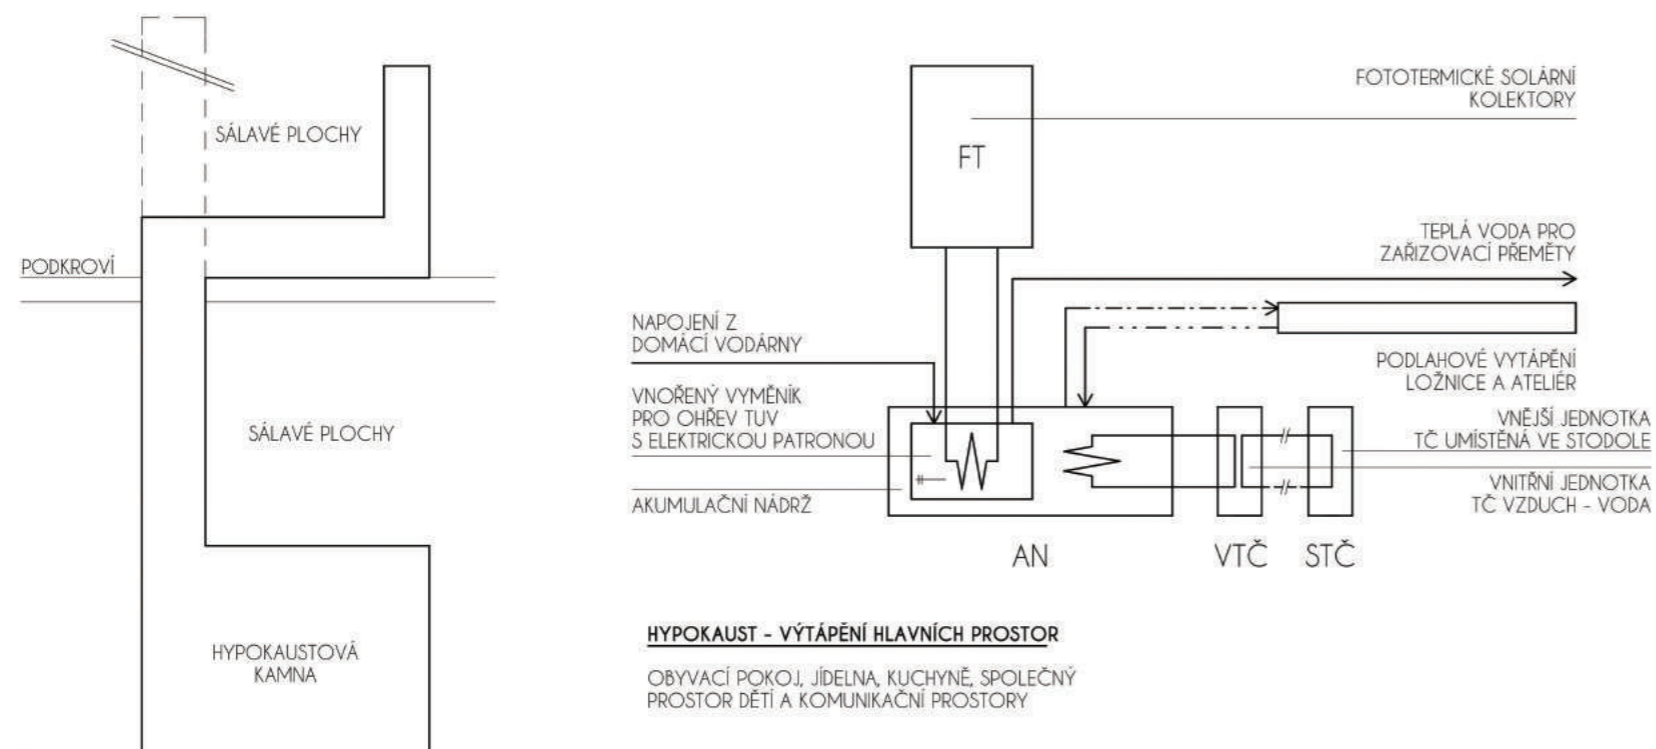 SÁLAVÉ PLOCHY
PODKROVÍ
SÁLAVÉ PLOCHY
HYPOKAUSTOVÁ
KAMNA
FOTOTERMICKÉ SOLÁRNÍ
KOLEKTORY
FT
TEPLÁ VODA PRO
ZAŘIZOVACÍ PŘEMĚTY
NAPOJENÍ Z
DOMÁCÍ VODÁRNY
PODLAHOVÉ VYTÁPĚNÍ
LOŽNICE A ATELIÉR
VNOŘENÝ VYMĚNÍK
PRO OHŘEV TUV
S ELEKTRICKOU PATRONOU
VNĚJŠÍ JEDNOTKA
TČ UMÍSTĚNÁ VE STODOLE
AKUMULAČNÍ NÁDRŽ
VNITŘNÍ JEDNOTKA
TČ VZDUCH - VODA
AN
VTČ
STČ
HYPOKAUST - VÝTÁPĚNÍ HLAVNÍCH PROSTOR
OBYVACÍ POKOJ, JÍDELNA, KUCHYNĚ, SPOLEČNÝ
PROSTOR DĚTÍ A KOMUNIKAČNÍ PROSTORY